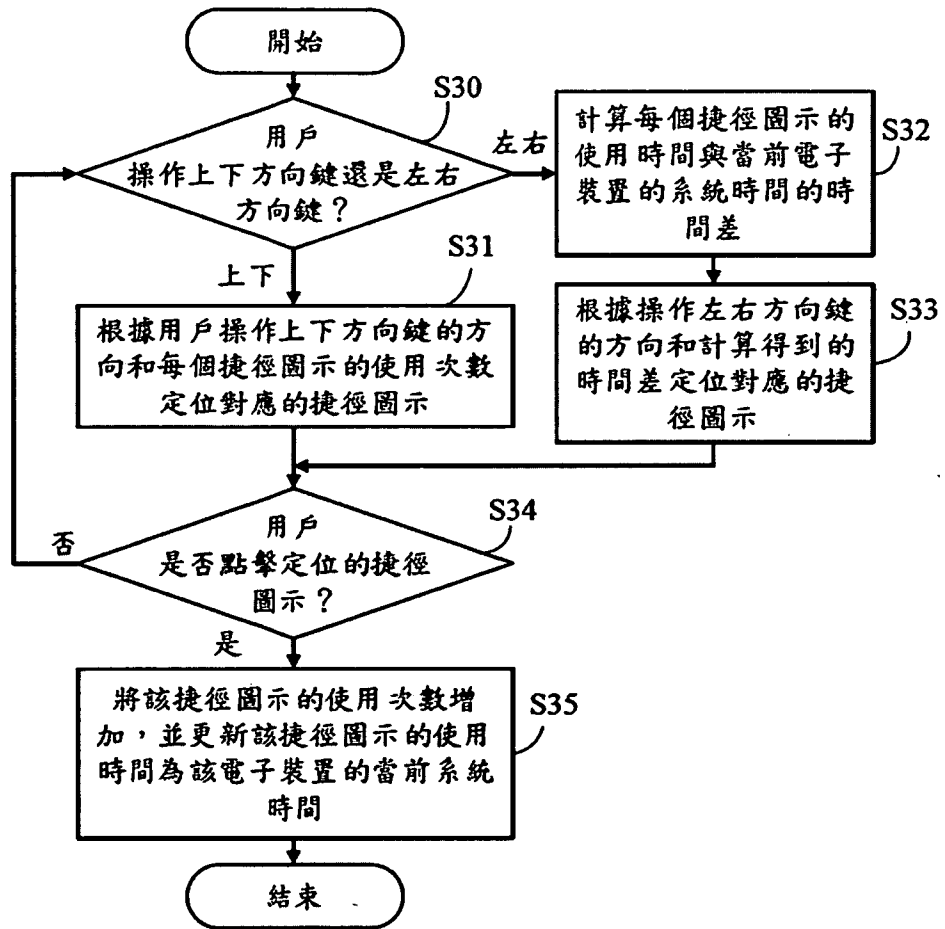 開始
S30
用戶
操作上下方向鍵還是左右
方向鍵？
左右
計算每個捷徑圖示的
使用時間與當前電子
裝置的系統時間的時
間差
S32
上下
S31
根據用戶操作上下方向鍵的方
向和每個捷徑圖示的使用次數
定位對應的捷徑圖示
根據操作左右方向鍵
的方向和計算得到的
時間差定位對應的捷
徑圖示
S33
S34
用戶
是否點擊定位的捷徑
圖示？
否
是
將該捷徑圖示的使用次數增
加，並更新該捷徑圖示的使用
時間為該電子裝置的當前系統
時間
S35
結束